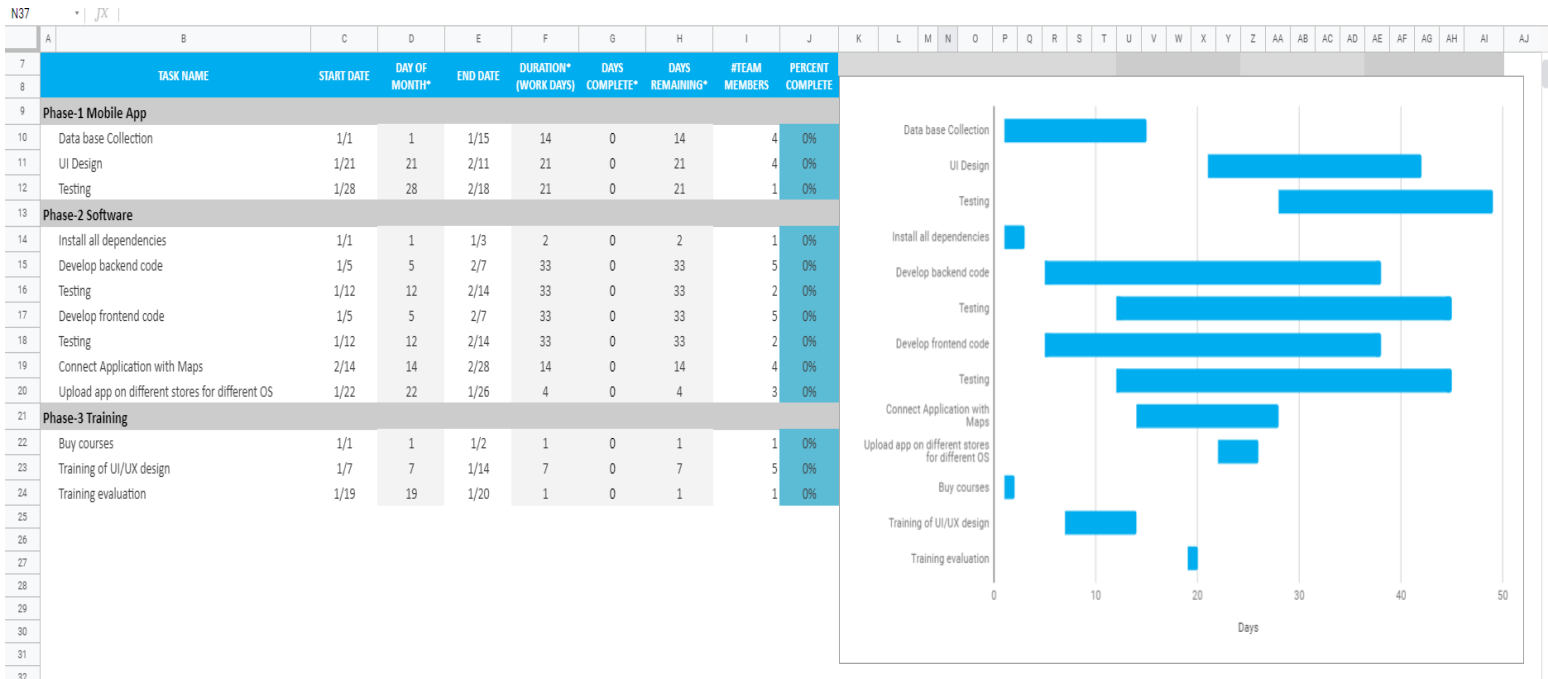 N37 fx
A B C D E F G H I J K L M N O P Q R S T U V W X Y Z AA AB AC AD AE AF AG AH AI AJ
7
8
TASK NAME START DATE DAY OF MONTH* END DATE DURATION* (WORK DAYS) DAYS COMPLETE* DAYS REMAINING* #TEAM MEMBERS PERCENT COMPLETE
9 Phase-1 Mobile App
10 Data base Collection 1/1 1 1/15 14 0 14 4 0%
11 UI Design 1/21 21 2/11 21 0 21 4 0%
12 Testing 1/28 28 2/18 21 0 21 1 0%
13 Phase-2 Software
14 Install all dependencies 1/1 1 1/3 2 0 2 1 0%
15 Develop backend code 1/5 5 2/7 33 0 33 5 0%
16 Testing 1/12 12 2/14 33 0 33 2 0%
17 Develop frontend code 1/5 5 2/7 33 0 33 5 0%
18 Testing 1/12 12 2/14 33 0 33 2 0%
19 Connect Application with Maps 2/14 14 2/28 14 0 14 4 0%
20 Upload app on different stores for different OS 1/22 22 1/26 4 0 4 3 0%
21 Phase-3 Training
22 Buy courses 1/1 1 1/2 1 0 1 1 0%
23 Training of UI/UX design 1/7 7 1/14 7 0 7 5 0%
24 Training evaluation 1/19 19 1/20 1 0 1 1 0%
25
26
27
28
29
30
31
32
Data base Collection
UI Design
Testing
Install all dependencies
Develop backend code
Testing
Develop frontend code
Testing
Connect Application with
Maps
Upload app on different stores
for different OS
Buy courses
Training of UI/UX design
Training evaluation
0 10 20 30 40 50
Days